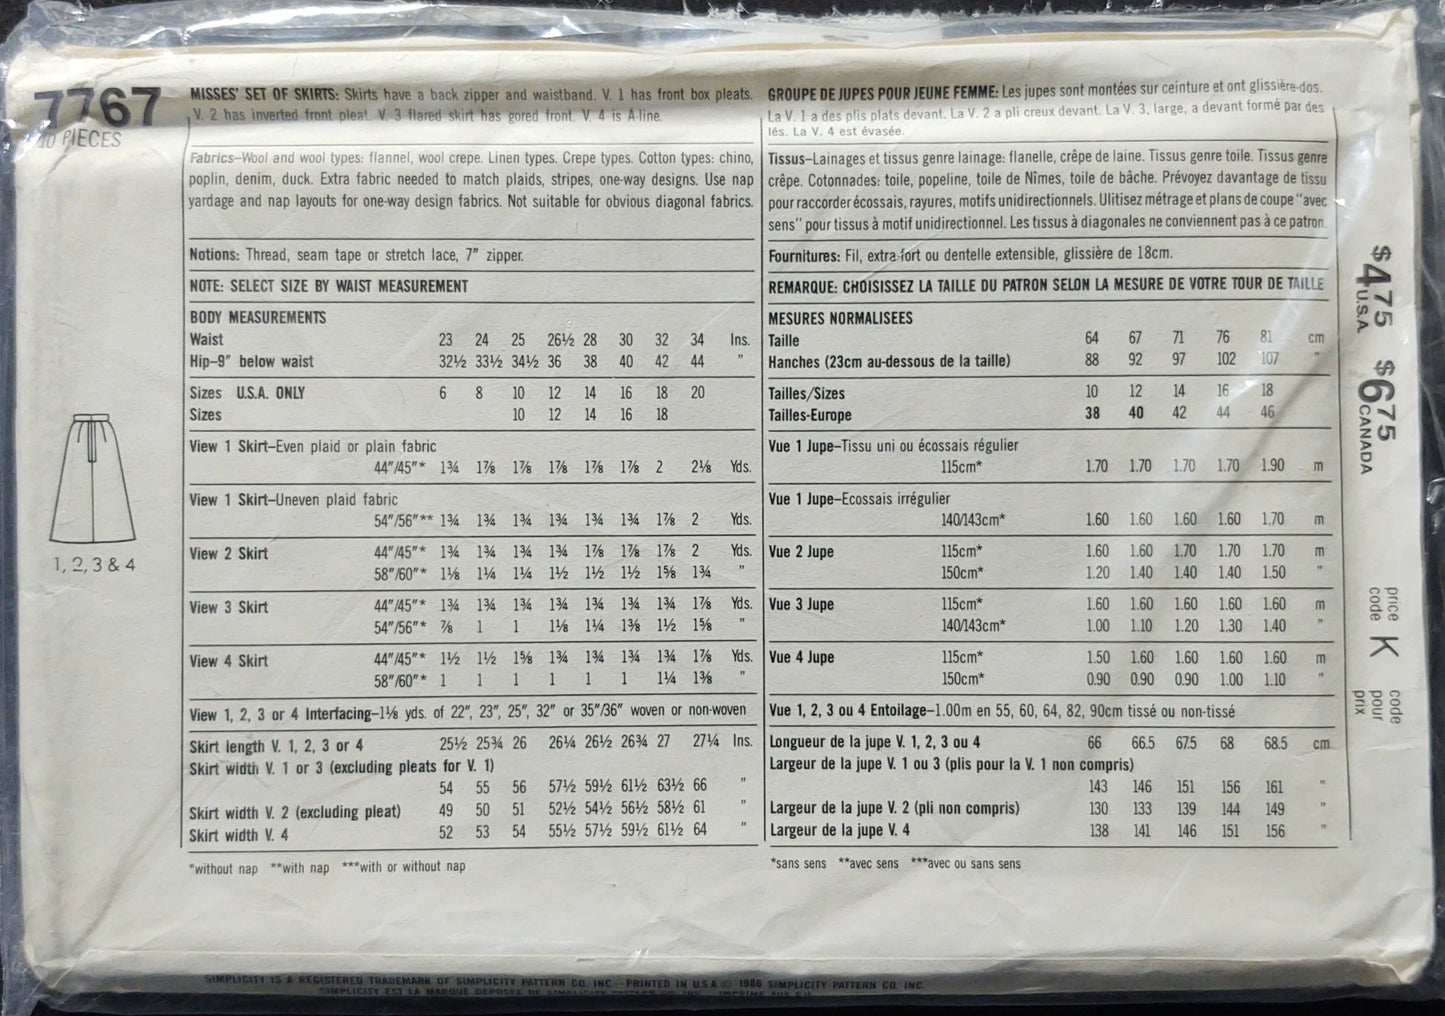 7767
10 PIECES
MISSES' SET OF SKIRTS: Skirts have a back zipper and waistband. V. 1 has front box pleats.
V. 2 has inverted front pleat. V. 3 flared skirt has gored front. V. 4 is A-line.
Fabrics–Wool and wool types: flannel, wool crepe. Linen types. Crepe types. Cotton types: chino,
poplin, denim, duck. Extra fabric needed to match plaids, stripes, one-way designs. Use nap
yardage and nap layouts for one-way design fabrics. Not suitable for obvious diagonal fabrics.
Notions: Thread, seam tape or stretch lace, 7" zipper.
NOTE: SELECT SIZE BY WAIST MEASUREMENT
BODY MEASUREMENTS
Waist 23 24 25 26½ 28 30 32 34 Ins.
Hip–9" below waist 32½ 33½ 34½ 36 38 40 42 44 "
Sizes U.S.A. ONLY 6 8 10 12 14 16 18 20
Sizes 10 12 14 16 18
View 1 Skirt–Even plaid or plain fabric
44"/45"* 1¾ 1⅞ 1⅞ 1⅞ 1⅞ 1⅞ 2 2⅛ Yds.
View 1 Skirt–Uneven plaid fabric
54"/56"** 1¾ 1¾ 1¾ 1¾ 1¾ 1¾ 1⅞ 2 Yds.
View 2 Skirt 44"/45"* 1¾ 1¾ 1¾ 1¾ 1⅞ 1⅞ 1⅞ 2 Yds.
58"/60"* 1⅛ 1¼ 1¼ 1½ 1½ 1½ 1⅝ 1¾ "
View 3 Skirt 44"/45"* 1¾ 1¾ 1¾ 1¾ 1¾ 1¾ 1¾ 1⅞ Yds.
54"/56"* ⅞ 1 1 1⅛ 1¼ 1⅜ 1½ 1⅝ "
View 4 Skirt 44"/45"* 1½ 1½ 1⅝ 1¾ 1¾ 1¾ 1¾ 1⅞ Yds.
58"/60"* 1 1 1 1 1 1 1¼ 1⅜ "
View 1, 2, 3 or 4 Interfacing–1⅛ yds. of 22", 23", 25", 32" or 35"/36" woven or non-woven
Skirt length V. 1, 2, 3 or 4 25½ 25¾ 26 26¼ 26½ 26¾ 27 27¼ Ins.
Skirt width V. 1 or 3 (excluding pleats for V. 1)
54 55 56 57½ 59½ 61½ 63½ 66 "
Skirt width V. 2 (excluding pleat) 49 50 51 52½ 54½ 56½ 58½ 61 "
Skirt width V. 4 52 53 54 55½ 57½ 59½ 61½ 64 "
*without nap **with nap ***with or without nap
GROUPE DE JUPES POUR JEUNE FEMME: Les jupes sont montées sur ceinture et ont glissière-dos.
La V. 1 a des plis plats devant. La V. 2 a pli creux devant. La V. 3, large, a devant formé par des
lés. La V. 4 est évasée.
Tissus–Lainages et tissus genre lainage: flanelle, crêpe de laine. Tissus genre toile. Tissus genre
crêpe. Cotonnades: toile, popeline, toile de Nîmes, toile de bâche. Prévoyez davantage de tissu
pour raccorder écossais, rayures, motifs unidirectionnels. Ulitisez métrage et plans de coupe "avec
sens" pour tissus à motif unidirectionnel. Les tissus à diagonales ne conviennent pas à ce patron.
Fournitures: Fil, extra-fort ou dentelle extensible, glissière de 18cm.
REMARQUE: CHOISISSEZ LA TAILLE DU PATRON SELON LA MESURE DE VOTRE TOUR DE TAILLE
MESURES NORMALISEES
Taille 64 67 71 76 81 cm
Hanches (23cm au-dessous de la taille) 88 92 97 102 107 "
Tailles/Sizes 10 12 14 16 18
Tailles-Europe 38 40 42 44 46
Vue 1 Jupe–Tissu uni ou écossais régulier
115cm* 1.70 1.70 1.70 1.70 1.90 m
Vue 1 Jupe–Ecossais irrégulier
140/143cm* 1.60 1.60 1.60 1.60 1.70 m
Vue 2 Jupe 115cm* 1.60 1.60 1.70 1.70 1.70 m
150cm* 1.20 1.40 1.40 1.40 1.50 "
Vue 3 Jupe 115cm* 1.60 1.60 1.60 1.60 1.60 m
140/143cm* 1.00 1.10 1.20 1.30 1.40 "
Vue 4 Jupe 115cm* 1.50 1.60 1.60 1.60 1.60 m
150cm* 0.90 0.90 0.90 1.00 1.10 "
Vue 1, 2, 3 ou 4 Entoilage–1.00m en 55, 60, 64, 82, 90cm tissé ou non-tissé
Longueur de la jupe V. 1, 2, 3 ou 4 66 66.5 67.5 68 68.5 cm
Largeur de la jupe V. 1 ou 3 (plis pour la V. 1 non compris)
143 146 151 156 161 "
Largeur de la jupe V. 2 (pli non compris) 130 133 139 144 149 "
Largeur de la jupe V. 4 138 141 146 151 156 "
*sans sens **avec sens ***avec ou sans sens
1, 2, 3 & 4
$4.75 U.S.A.
$6.75 CANADA
price code K code pour prix
SIMPLICITY IS A REGISTERED TRADEMARK OF SIMPLICITY PATTERN CO. INC.–PRINTED IN U.S.A. © 1986 SIMPLICITY PATTERN CO. INC.
SIMPLICITY EST LA MARQUE DEPOSEE DE SIMPLICITY PATTERN CO. INC.